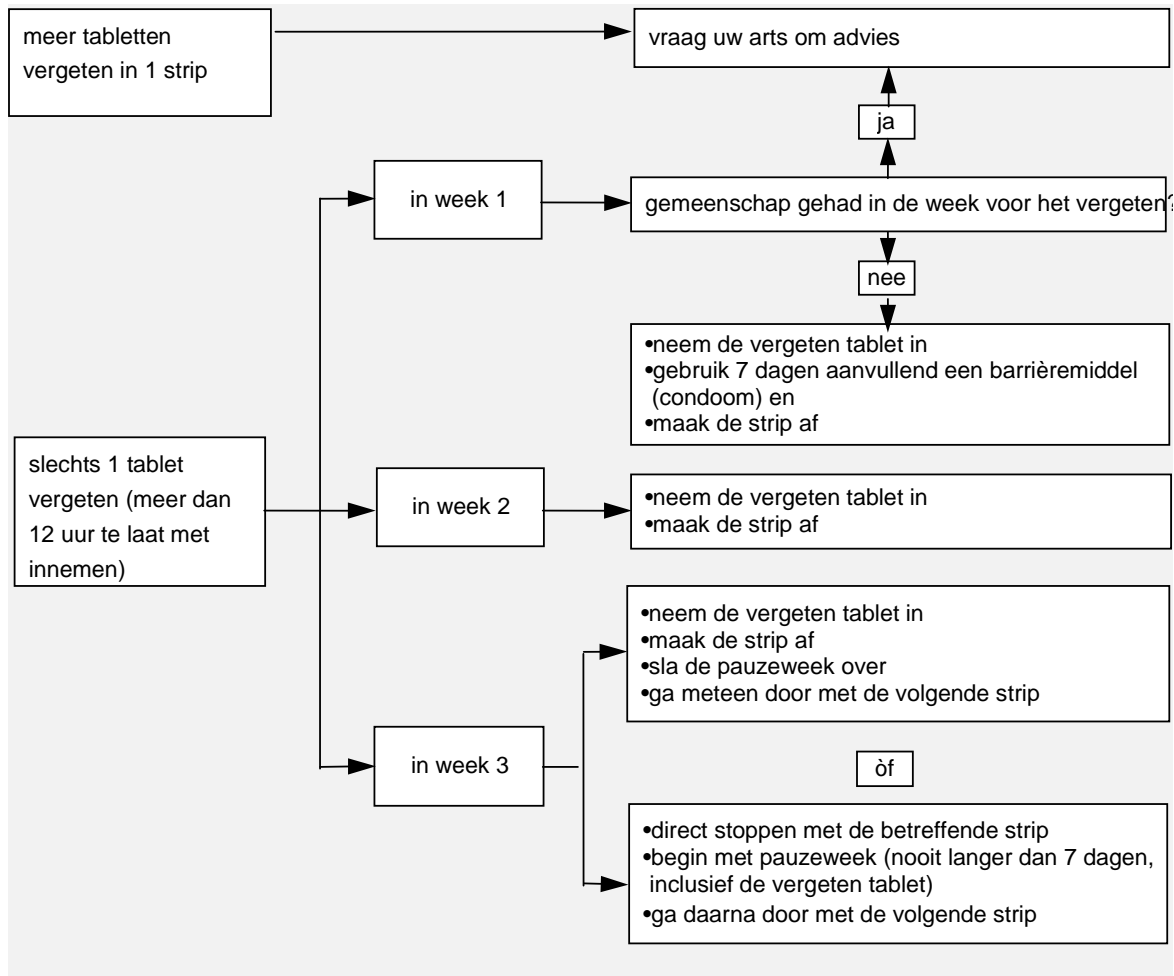 meer tabletten
vergeten in 1 strip
vraag uw arts om advies
ja
in week 1
gemeenschap gehad in de week voor het vergeten?
nee
•neem de vergeten tablet in
•gebruik 7 dagen aanvullend een barrièremiddel
(condoom) en
•maak de strip af
slechts 1 tablet
vergeten (meer dan
12 uur te laat met
innemen)
in week 2
•neem de vergeten tablet in
•maak de strip af
•neem de vergeten tablet in
•maak de strip af
•sla de pauzeweek over
•ga meteen door met de volgende strip
in week 3
òf
•direct stoppen met de betreffende strip
•begin met pauzeweek (nooit langer dan 7 dagen,
inclusief de vergeten tablet)
•ga daarna door met de volgende strip